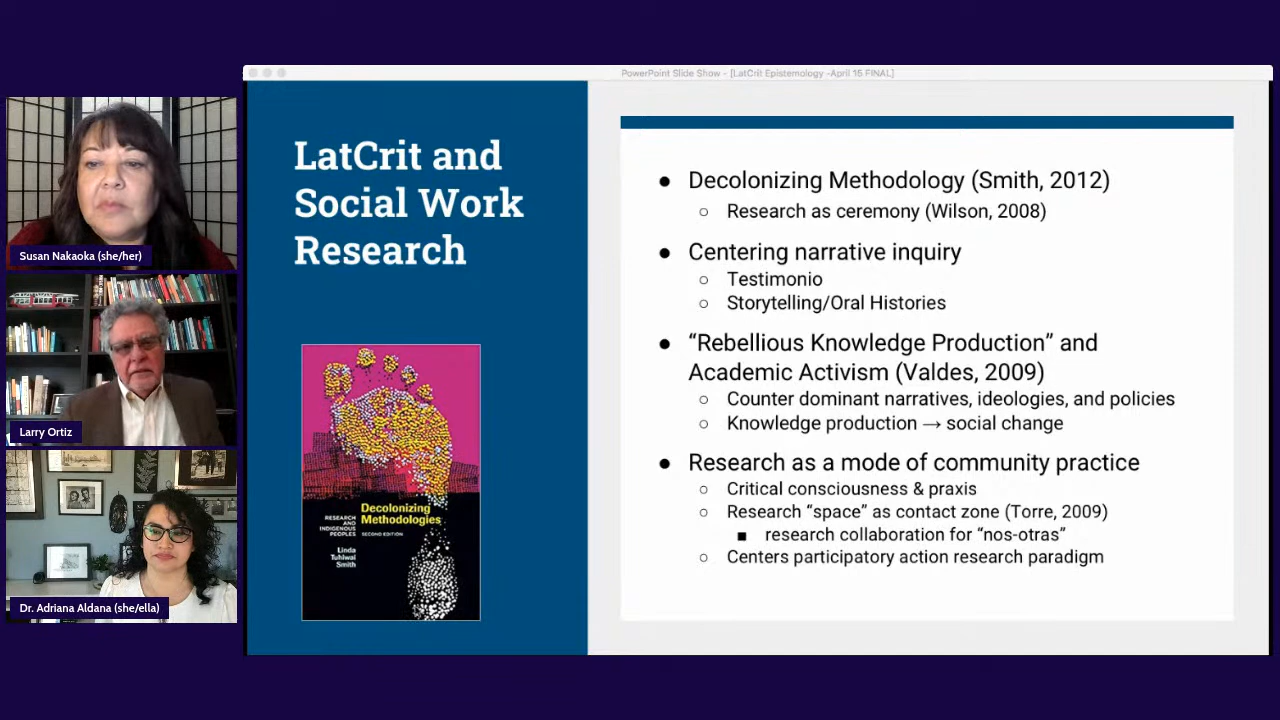 PowerPoint Slide Show - [LatCrit Epistemology -April 15 FINAL]
Susan Nakaoka (she/her)
Larry Ortiz
Dr. Adriana Aldana (she/ella)
LatCrit and
Social Work
Research
Decolonizing
Methodologies
RESEARCH
AND
INDIGENOUS
PEOPLES
SECOND EDITION
Linda
Tuhiwai
Smith
● Decolonizing Methodology (Smith, 2012)
○ Research as ceremony (Wilson, 2008)
● Centering narrative inquiry
○ Testimonio
○ Storytelling/Oral Histories
● “Rebellious Knowledge Production” and
Academic Activism (Valdes, 2009)
○ Counter dominant narratives, ideologies, and policies
○ Knowledge production → social change
● Research as a mode of community practice
○ Critical consciousness & praxis
○ Research “space” as contact zone (Torre, 2009)
■ research collaboration for “nos-otras”
○ Centers participatory action research paradigm